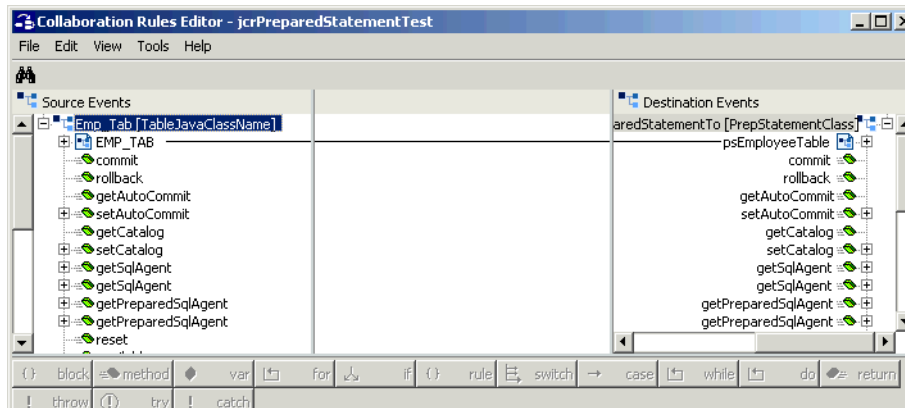 Collaboration Rules Editor - jcrPreparedStatementTest
File Edit View Tools Help
Source Events
Destination Events
Emp_Tab [TableJavaClassName]
aredStatementTo [PrepStatementClass]
EMP_TAB
psEmployeeTable
commit
commit
rollback
rollback
getAutoCommit
getAutoCommit
setAutoCommit
setAutoCommit
getCatalog
getCatalog
setCatalog
setCatalog
getSqlAgent
getSqlAgent
getSqlAgent
getSqlAgent
getPreparedSqlAgent
getPreparedSqlAgent
getPreparedSqlAgent
getPreparedSqlAgent
reset
{} block method var for if {} rule switch case while do return
! throw (!) try ! catch